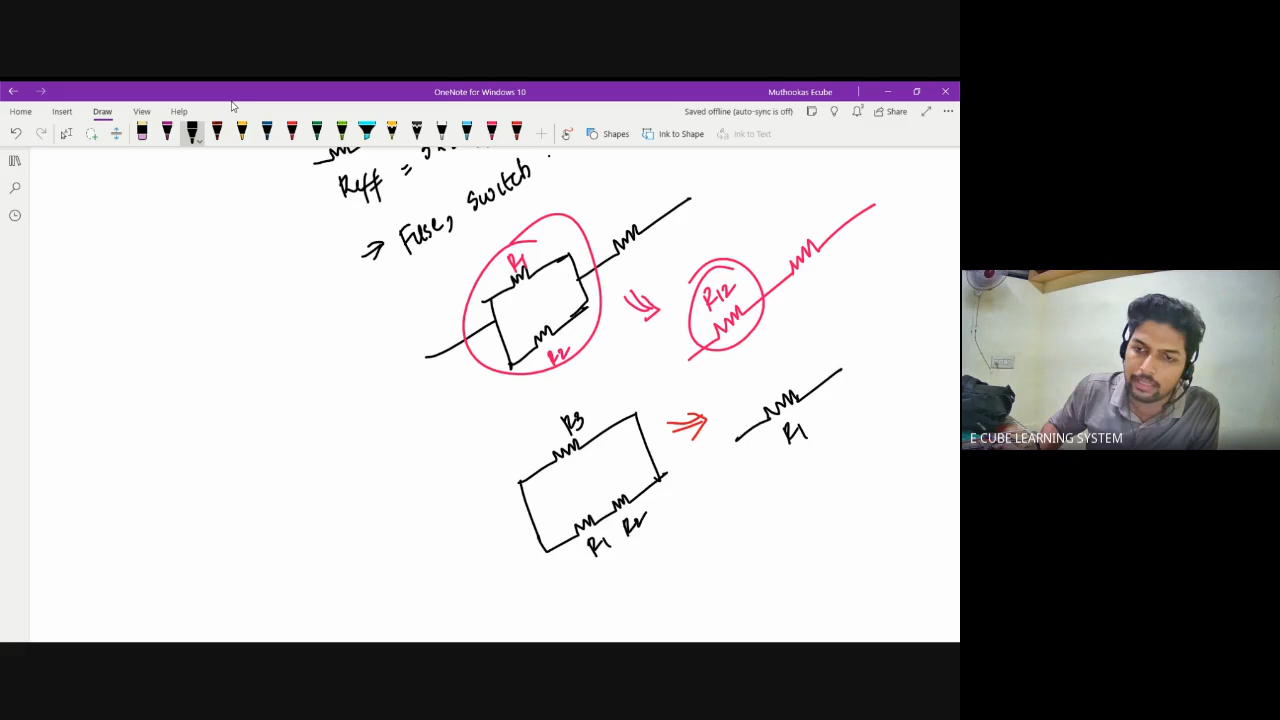 OneNote for Windows 10
Muthookas Ecube
Home Insert Draw View Help
Saved offline (auto-sync is off)
Share
Shapes
Ink to Shape
Ink to Text
Reff =
⇒ Fuse, Switch
R1
R2
R12
R3
R1 R2
R1
E CUBE LEARNING SYSTEM